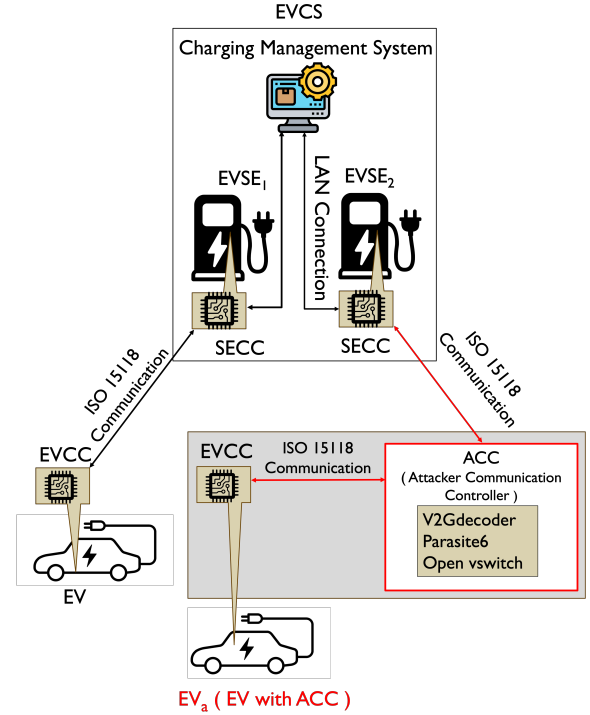 EVCS
Charging Management System
EVSE1
EVSE2
LAN Connection
SECC
SECC
ISO 15118
Communication
ISO 15118
Communication
EVCC
EV
EVCC
ISO 15118
Communication
ACC
( Attacker Communication
Controller )
V2Gdecoder
Parasite6
Open vswitch
EVa ( EV with ACC )